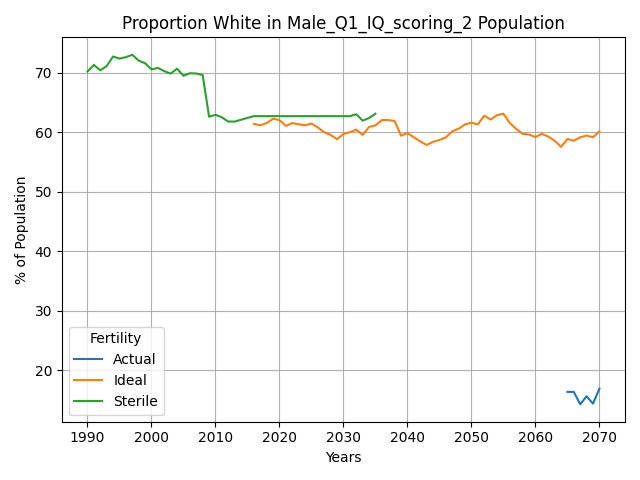 Proportion White in Male_Q1_IQ_scoring_2 Population
% of Population
70
60
50
40
30
20
Fertility
Actual
Ideal
Sterile
1990 2000 2010 2020 2030 2040 2050 2060 2070
Years